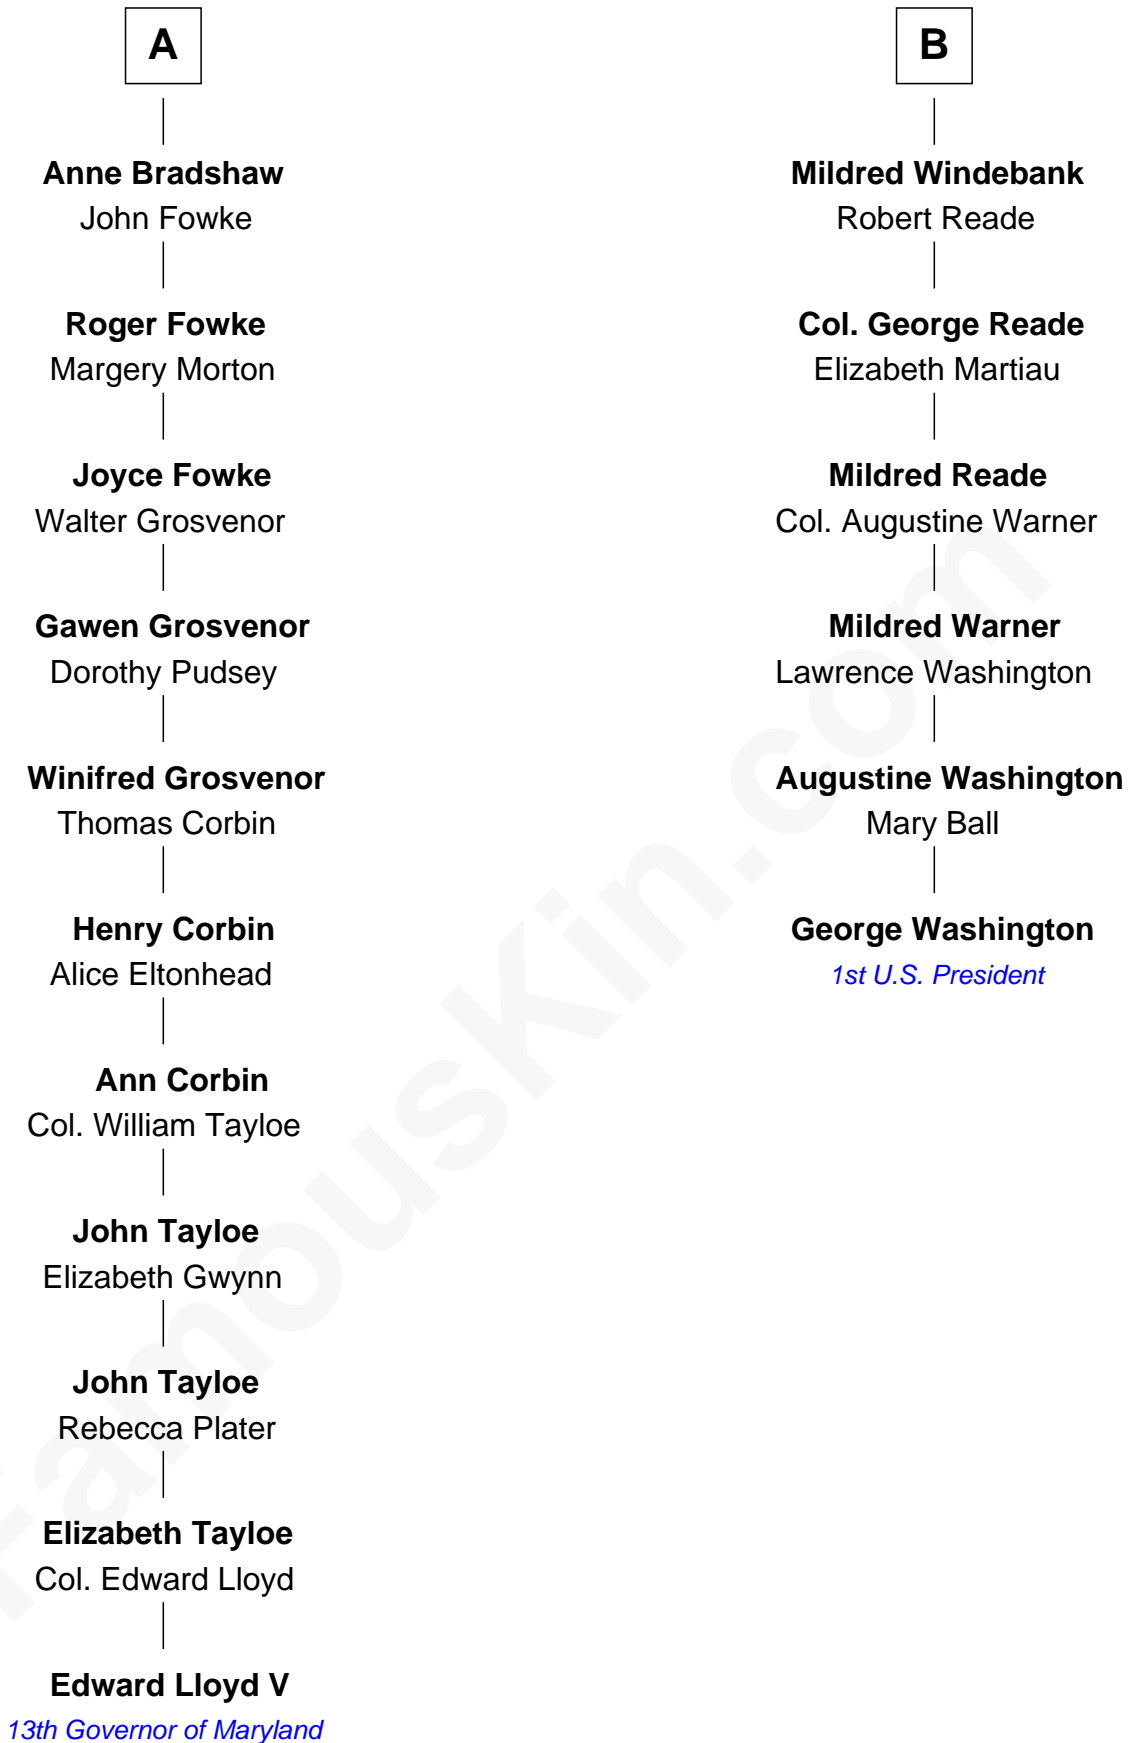 A
Anne Bradshaw
John Fowke
Roger Fowke
Margery Morton
Joyce Fowke
Walter Grosvenor
Gawen Grosvenor
Dorothy Pudsey
Winifred Grosvenor
Thomas Corbin
Henry Corbin
Alice Eltonhead
Ann Corbin
Col. William Tayloe
John Tayloe
Elizabeth Gwynn
John Tayloe
Rebecca Plater
Elizabeth Tayloe
Col. Edward Lloyd
Edward Lloyd V
13th Governor of Maryland
B
Mildred Windebank
Robert Reade
Col. George Reade
Elizabeth Martiau
Mildred Reade
Col. Augustine Warner
Mildred Warner
Lawrence Washington
Augustine Washington
Mary Ball
George Washington
1st U.S. President
FamousKin.com